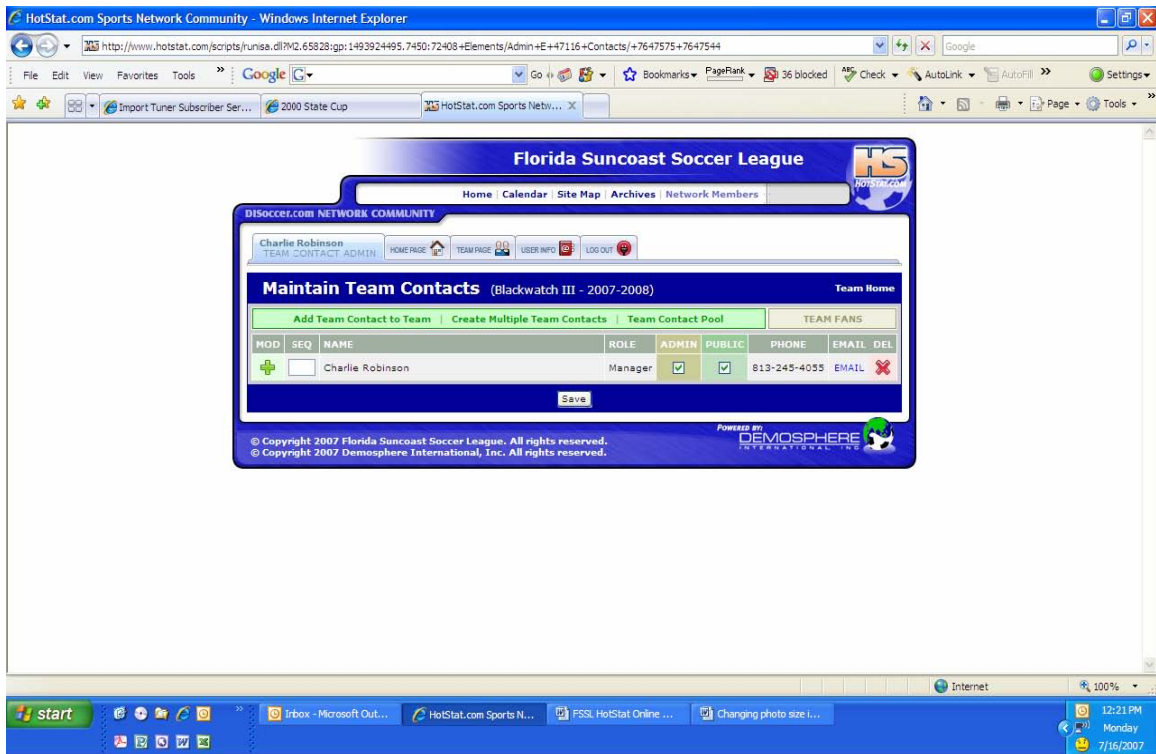 HotStat.com Sports Network Community - Windows Internet Explorer
http://www.hotstat.com/scripts/runisa.dll?M2.65828:gp:1493924495.7450:72408+Elements/Admin+E+47116+Contacts/+7647575+7647544
Google
File Edit View Favorites Tools » Google G Go Bookmarks PageRank 36 blocked Check AutoLink AutoFill » Settings
Import Tuner Subscriber Ser... 2000 State Cup HotStat.com Sports Netw... X Page Tools »
Florida Suncoast Soccer League
HS
HOTSTAT.COM
Home | Calendar | Site Map | Archives | Network Members
DISoccer.com NETWORK COMMUNITY
Charlie Robinson
TEAM CONTACT ADMIN
HOME PAGE TEAM PAGE USER INFO LOG OUT
Maintain Team Contacts (Blackwatch III - 2007-2008) Team Home
Add Team Contact to Team | Create Multiple Team Contacts | Team Contact Pool TEAM FANS
MOD SEQ NAME ROLE ADMIN PUBLIC PHONE EMAIL DEL
Charlie Robinson Manager 813-245-4055 EMAIL
Save
© Copyright 2007 Florida Suncoast Soccer League. All rights reserved.
© Copyright 2007 Demosphere International, Inc. All rights reserved.
POWERED BY:
DEMOSPHERE
INTERNATIONAL, INC
Internet 100%
start » Inbox - Microsoft Out... HotStat.com Sports N... FSSL HotStat Online ... Changing photo size i... 12:21 PM
Monday
7/16/2007